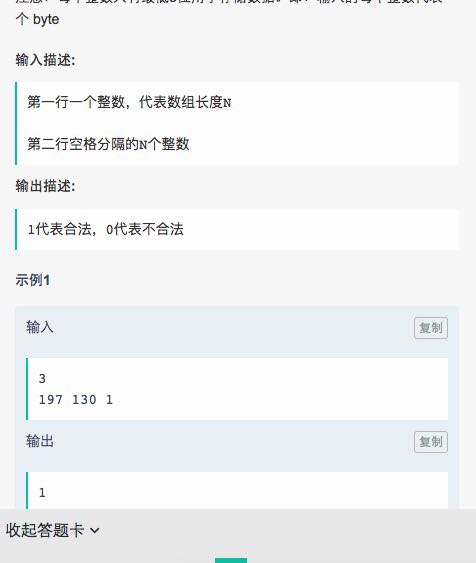 个 byte
输入描述:
第一行一个整数，代表数组长度N
第二行空格分隔的N个整数
输出描述:
1代表合法，0代表不合法
示例1
输入
复制
3
197 130 1
输出
复制
1
收起答题卡